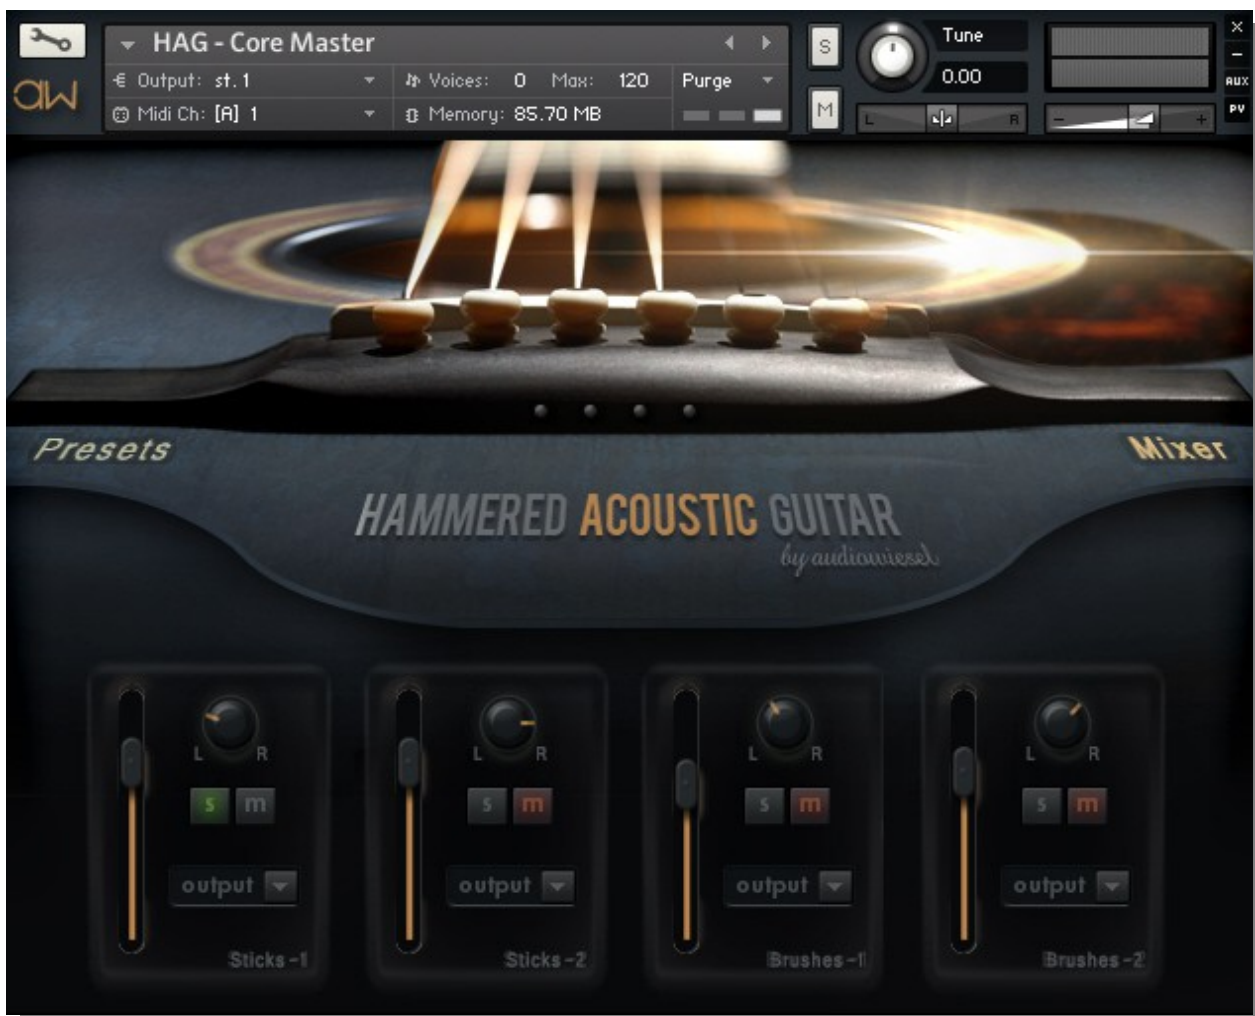 HAG - Core Master
Output: st. 1
Voices: 0 Max: 120
Purge
Midi Ch: [A] 1
Memory: 85.70 MB
S
M
Tune
0.00
L R
- +
×
-
AUX
PV
aw
Presets
Mixer
HAMMERED ACOUSTIC GUITAR
by audiowiesel
L R
L R
L R
L R
s m
s m
s m
s m
output
output
output
output
Sticks-1
Sticks-2
Brushes-1
Brushes-2